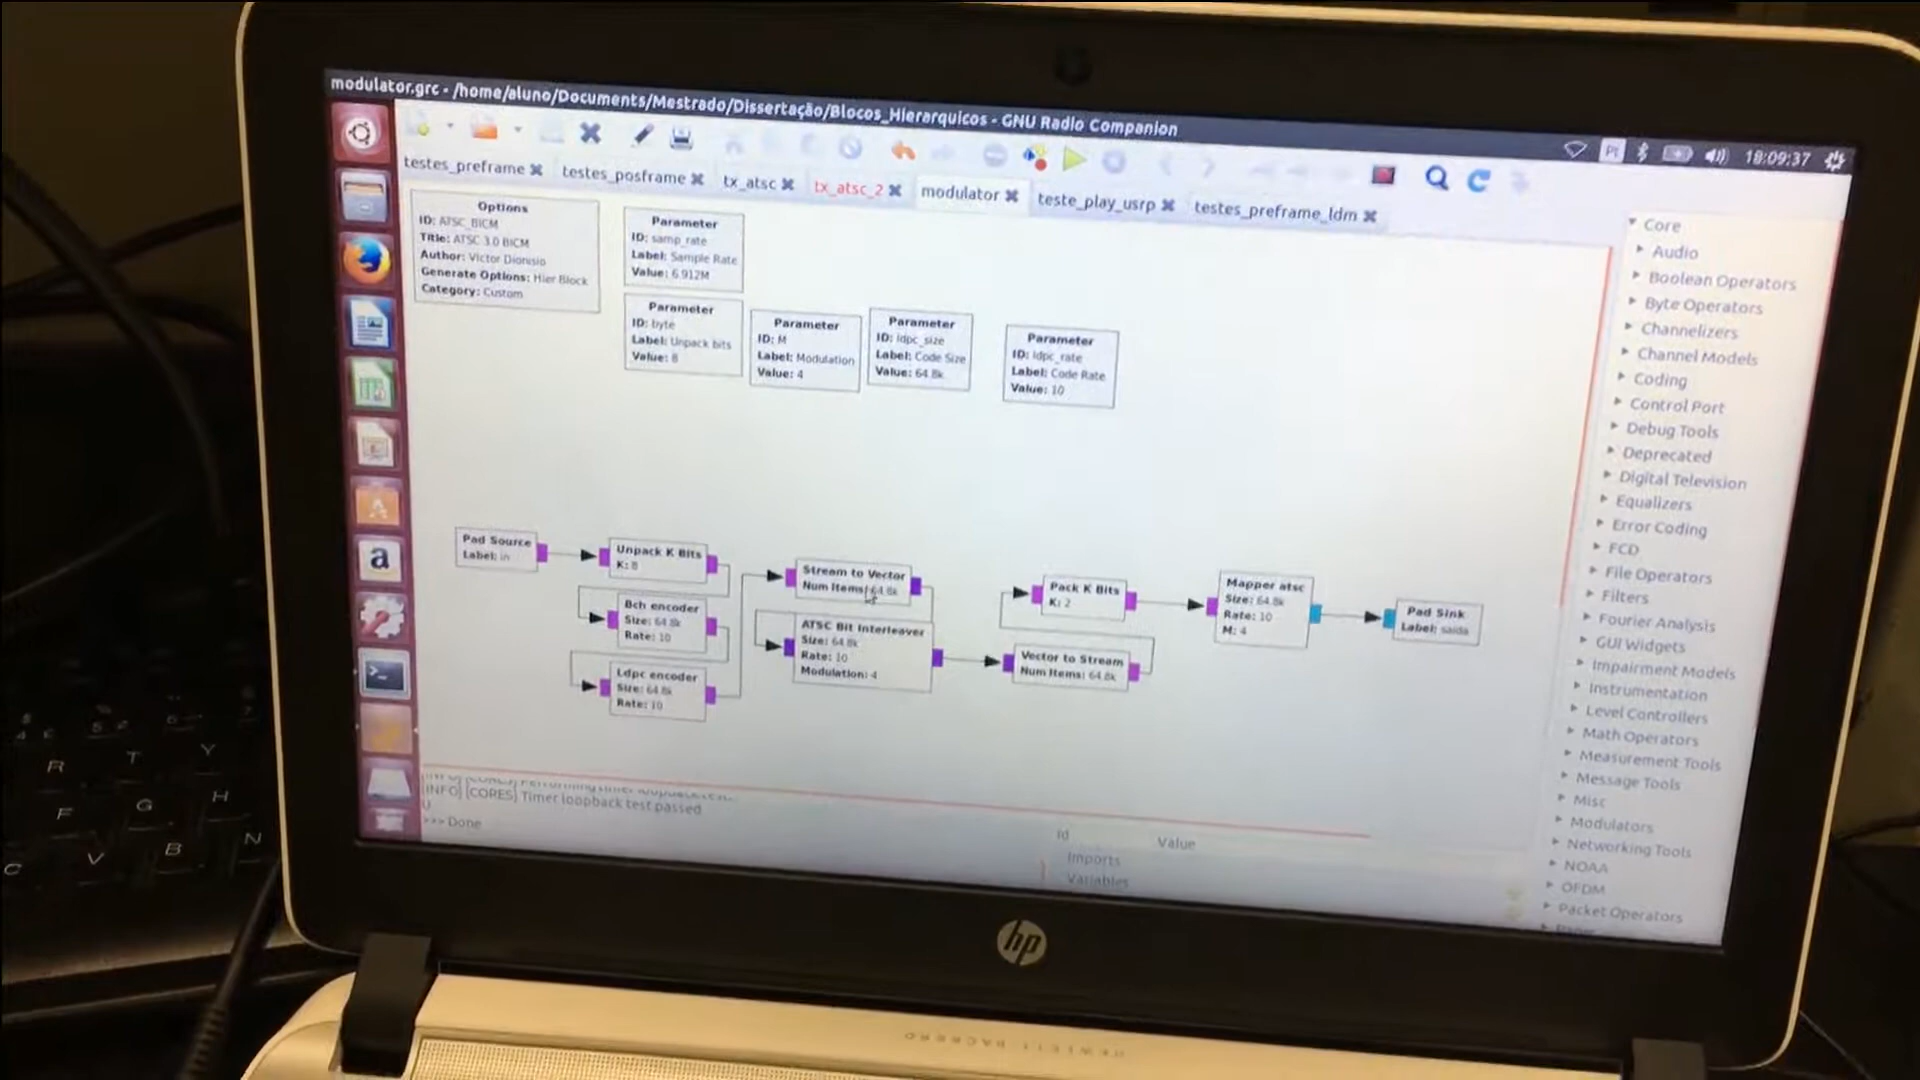 modulator.grc - /home/aluno/Documents/Mestrado/Dissertação/Blocos_Hierarquicos - GNU Radio Companion
Pt
18:09:37
testes_preframe
testes_posframe
tx_atsc
tx_atsc_2
modulator
teste_play_usrp
testes_preframe_ldm
Options
ID: ATSC_BICM
Title: ATSC 3.0 BICM
Author: Victor Dionisio
Generate Options: Hier Block
Category: Custom
Parameter
ID: samp_rate
Label: Sample Rate
Value: 6.912M
Parameter
ID: byte
Label: Unpack bits
Value: 8
Parameter
ID: M
Label: Modulation
Value: 4
Parameter
ID: ldpc_size
Label: Code Size
Value: 64.8k
Parameter
ID: ldpc_rate
Label: Code Rate
Value: 10
Pad Source
Label: in
Unpack K Bits
K: 8
Bch encoder
Size: 64.8k
Rate: 10
Ldpc encoder
Size: 64.8k
Rate: 10
Stream to Vector
Num Items: 64.8k
ATSC Bit Interleaver
Size: 64.8k
Rate: 10
Modulation: 4
Pack K Bits
K: 2
Vector to Stream
Num Items: 64.8k
Mapper atsc
Size: 64.8k
Rate: 10
M: 4
Pad Sink
Label: saida
Core
Audio
Boolean Operators
Byte Operators
Channelizers
Channel Models
Coding
Control Port
Debug Tools
Deprecated
Digital Television
Equalizers
Error Coding
FCD
File Operators
Filters
Fourier Analysis
GUI Widgets
Impairment Models
Instrumentation
Level Controllers
Math Operators
Measurement Tools
Message Tools
Misc
Modulators
Networking Tools
NOAA
OFDM
Packet Operators
[INFO] [CORES] Timer loopback test passed
U
>>> Done
Id
Value
Imports
Variables
a
hp
HEWLETT PACKARD
R
T
Y
F
G
H
C
V
B
N